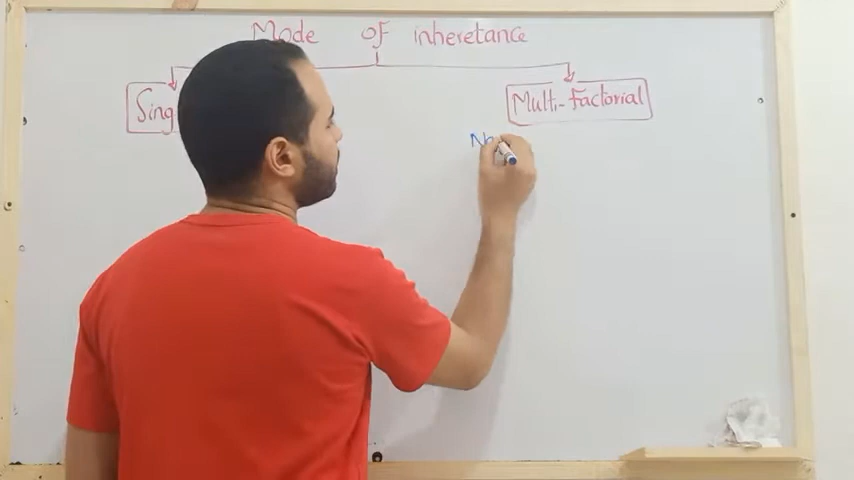 Mode of inheretance
Sing
Multi-Factorial